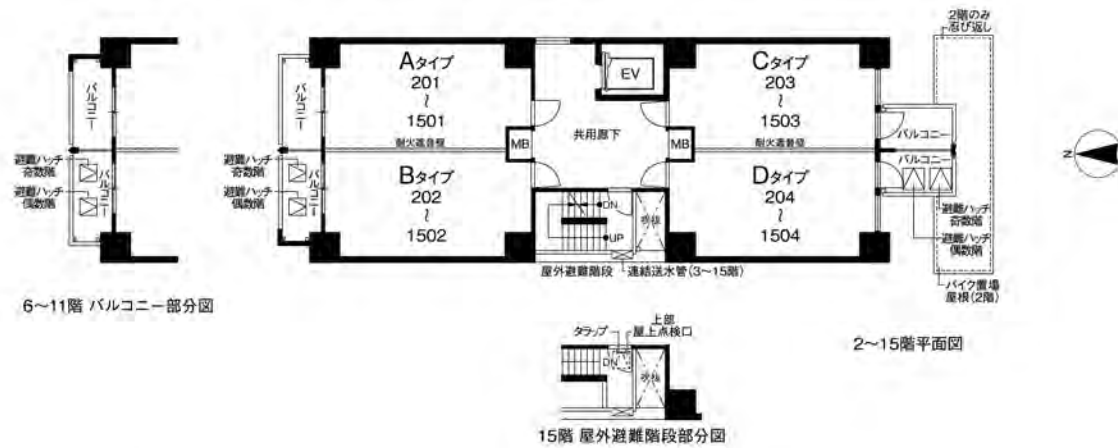 バルコニー
避難ハッチ
奇数階
避難ハッチ
偶数階
バルコニー
6〜11階 バルコニー部分図
バルコニー
避難ハッチ
奇数階
避難ハッチ
偶数階
バルコニー
Aタイプ
201
〜
1501
耐火遮音壁
Bタイプ
202
〜
1502
MB
EV
共用廊下
MB
DN
UP
吹抜
屋外避難階段
連結送水管(3〜15階)
Cタイプ
203
〜
1503
耐火遮音壁
Dタイプ
204
〜
1504
2階のみ
忍び返し
バルコニー
バルコニー
避難ハッチ
奇数階
避難ハッチ
偶数階
バイク置場
屋根(2階)
N
2〜15階平面図
タラップ
上部
屋上点検口
DN
吹抜
15階 屋外避難階段部分図